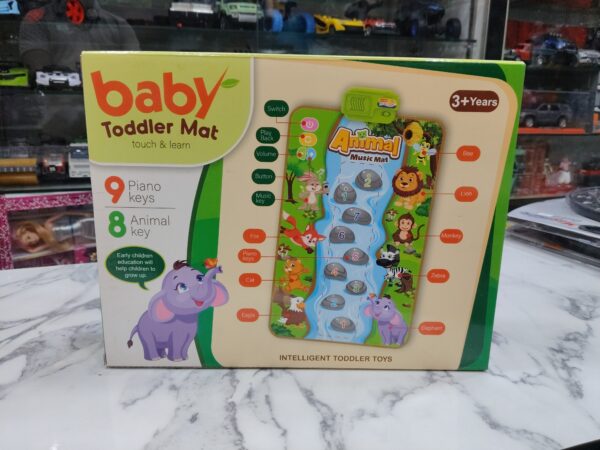 baby
Toddler Mat
touch & learn
9 Piano
keys
8 Animal
key
Early children
education will
help children to
grow up.
3+Years
Switch
Play
Back
Volume
Button
Music
key
Fox
Piano
keys
Cat
Eagle
Animal
Music Mat
Bee
Lion
Monkey
Zebra
Elephant
INTELLIGENT TODDLER TOYS